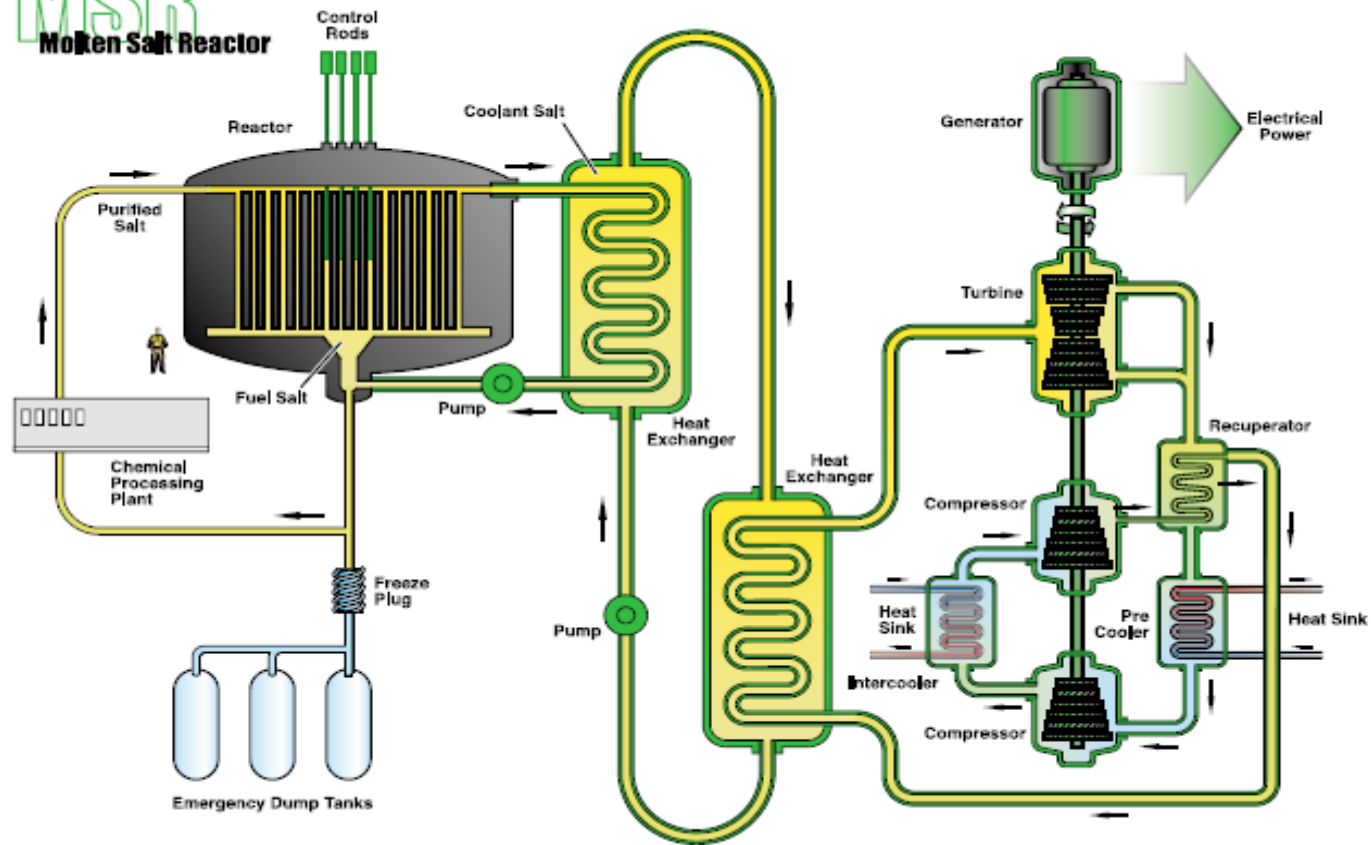 MSR
Molten Salt Reactor
Control
Rods
Reactor
Coolant Salt
Generator
Electrical
Power
Purified
Salt
Turbine
Fuel Salt
Pump
Heat
Exchanger
Recuperator
Chemical
Processing
Plant
Heat
Exchanger
Compressor
Freeze
Plug
Pump
Heat
Sink
Pre
Cooler
Heat Sink
Intercooler
Compressor
Emergency Dump Tanks